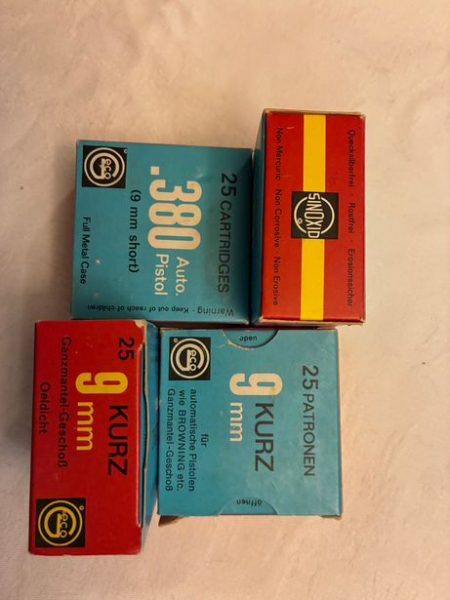 GECO
25 CARTRIDGES
.380 Auto.
Pistol
(9 mm short)
Full Metal Case
Warning - Keep out of reach of children
Quecksilberfrei · Rostfrei · Erosionssicher
SINOXID
Non Mercuric · Non Corrosive · Non Erosive
25
9 KURZ
mm
Ganzmantel-Geschoß
Oeldicht
GECO
GECO
25 PATRONEN
9 KURZ
mm
für
automatische Pistolen
wie BROWNING etc.
Ganzmantel-Geschoß
öffnen